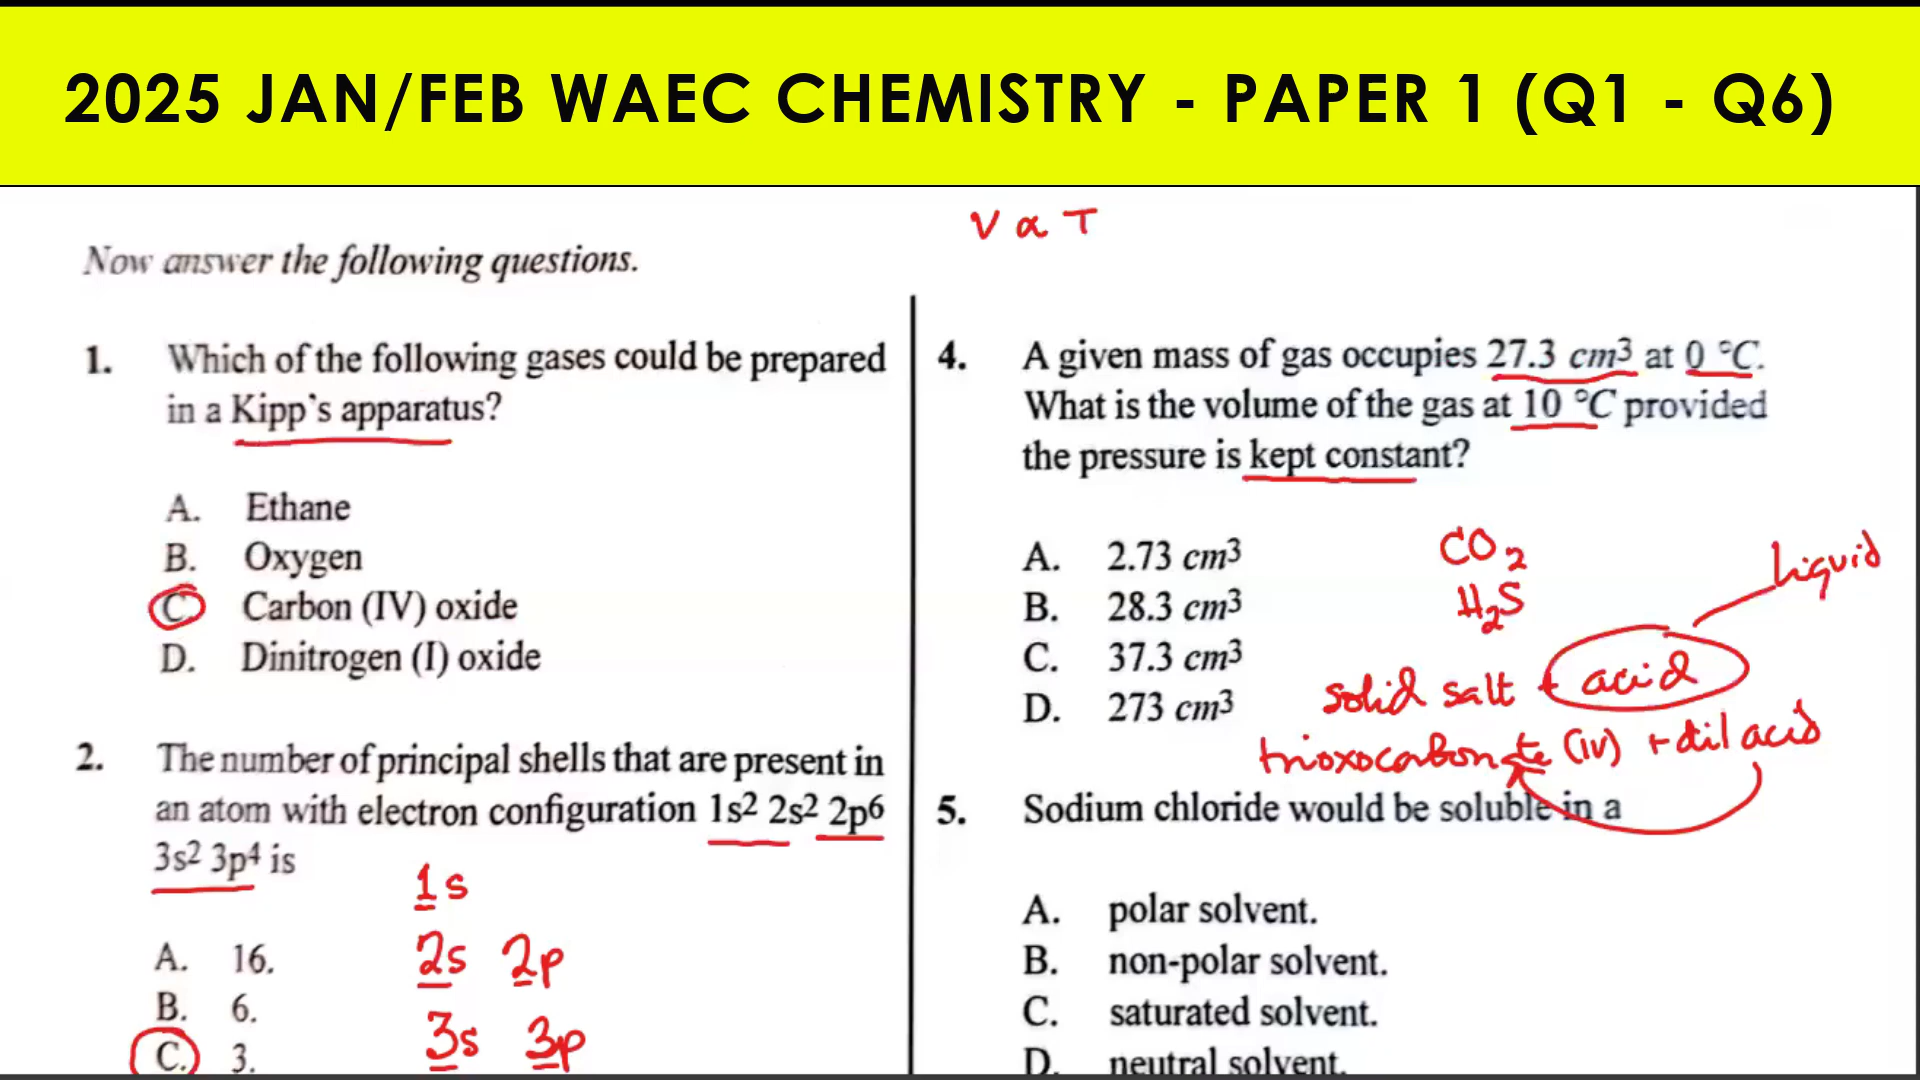 2025 JAN/FEB WAEC CHEMISTRY - PAPER 1 (Q1 - Q6)
V α T
Now answer the following questions.
1. Which of the following gases could be prepared
in a Kipp's apparatus?
A. Ethane
B. Oxygen
C Carbon (IV) oxide
D. Dinitrogen (I) oxide
2. The number of principal shells that are present in
an atom with electron configuration 1s2 2s2 2p6
3s2 3p4 is
1s
A. 16.
2s 2p
B. 6.
C. 3.
3s 3p
4. A given mass of gas occupies 27.3 cm3 at 0 °C.
What is the volume of the gas at 10 °C provided
the pressure is kept constant?
A. 2.73 cm3
B. 28.3 cm3
C. 37.3 cm3
D. 273 cm3
CO2
H2S
liquid
solid salt + acid
trioxocarbonate (iv) + dil acid
5. Sodium chloride would be soluble in a
A. polar solvent.
B. non-polar solvent.
C. saturated solvent.
D. neutral solvent.